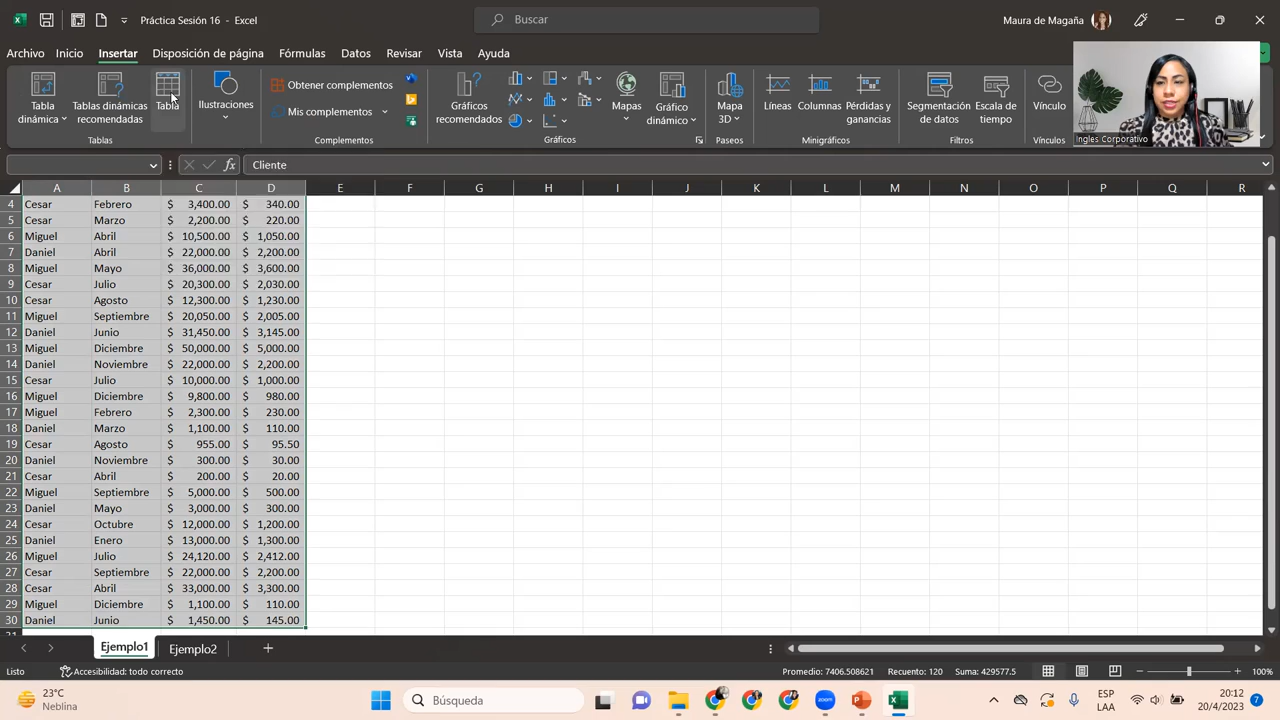 Práctica Sesión 16 - Excel
Buscar
Maura de Magaña
Archivo Inicio Insertar Disposición de página Fórmulas Datos Revisar Vista Ayuda
Tabla dinámica
Tablas dinámicas recomendadas
Tabla
Tablas
Ilustraciones
Obtener complementos
Mis complementos
Complementos
Gráficos recomendados
Mapas
Gráfico dinámico
Gráficos
Mapa 3D
Paseos
Líneas
Columnas
Pérdidas y ganancias
Minigráficos
Segmentación de datos
Escala de tiempo
Filtros
Vínculo
Vínculos
Ingles Corporativo
fx Cliente
A B C D E F G H I J K L M N O P Q R
4 Cesar Febrero $ 3,400.00 $ 340.00
5 Cesar Marzo $ 2,200.00 $ 220.00
6 Miguel Abril $ 10,500.00 $ 1,050.00
7 Daniel Abril $ 22,000.00 $ 2,200.00
8 Miguel Mayo $ 36,000.00 $ 3,600.00
9 Cesar Julio $ 20,300.00 $ 2,030.00
10 Cesar Agosto $ 12,300.00 $ 1,230.00
11 Miguel Septiembre $ 20,050.00 $ 2,005.00
12 Daniel Junio $ 31,450.00 $ 3,145.00
13 Miguel Diciembre $ 50,000.00 $ 5,000.00
14 Daniel Noviembre $ 22,000.00 $ 2,200.00
15 Cesar Julio $ 10,000.00 $ 1,000.00
16 Miguel Diciembre $ 9,800.00 $ 980.00
17 Miguel Febrero $ 2,300.00 $ 230.00
18 Daniel Marzo $ 1,100.00 $ 110.00
19 Cesar Agosto $ 955.00 $ 95.50
20 Daniel Noviembre $ 300.00 $ 30.00
21 Cesar Abril $ 200.00 $ 20.00
22 Miguel Septiembre $ 5,000.00 $ 500.00
23 Daniel Mayo $ 3,000.00 $ 300.00
24 Cesar Octubre $ 12,000.00 $ 1,200.00
25 Daniel Enero $ 13,000.00 $ 1,300.00
26 Miguel Julio $ 24,120.00 $ 2,412.00
27 Cesar Septiembre $ 22,000.00 $ 2,200.00
28 Cesar Abril $ 33,000.00 $ 3,300.00
29 Miguel Diciembre $ 1,100.00 $ 110.00
30 Daniel Junio $ 1,450.00 $ 145.00
Ejemplo1 Ejemplo2
Listo Accesibilidad: todo correcto Promedio: 7406.508621 Recuento: 120 Suma: 429577.5 100%
23°C
Neblina
Búsqueda
zoom
ESP
LAA
20:12
20/4/2023
7